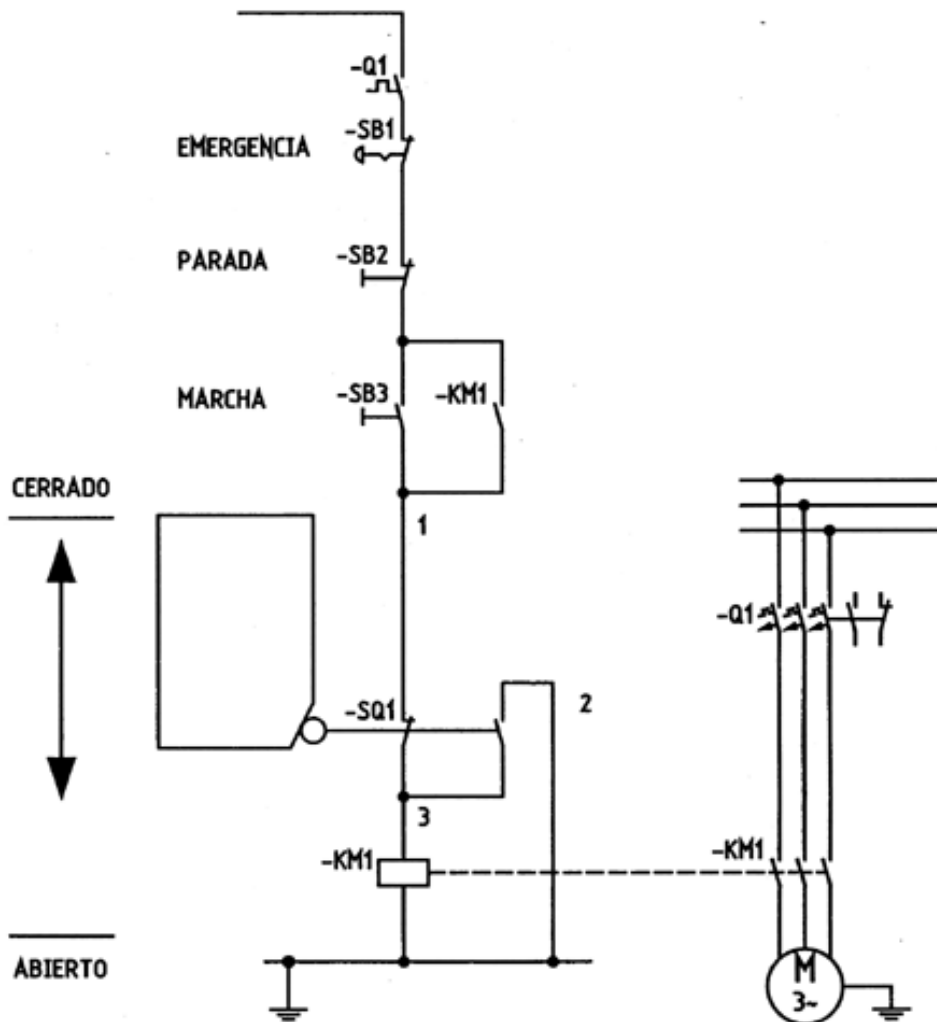 -Q1
EMERGENCIA
-SB1
PARADA
-SB2
MARCHA
-SB3
-KM1
CERRADO
1
-Q1
-SQ1
2
3
-KM1
-KM1
ABIERTO
M
3~